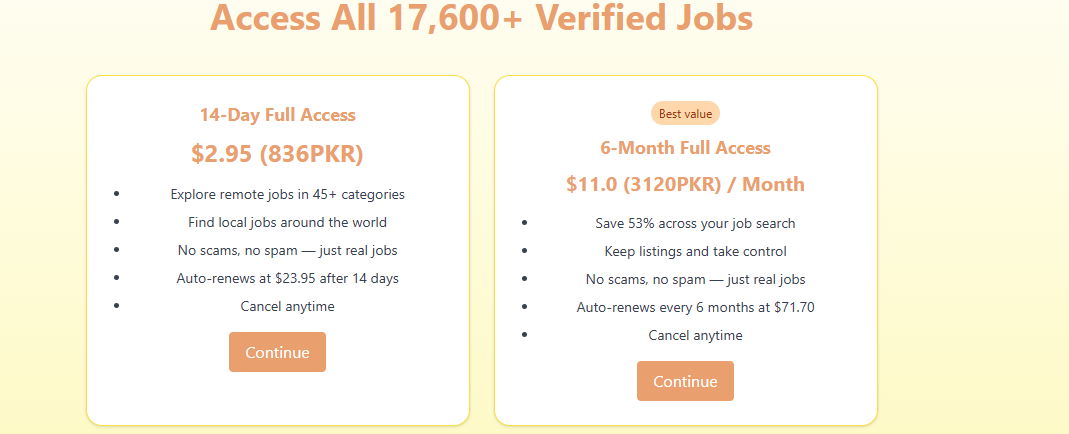 Access All 17,600+ Verified Jobs
14-Day Full Access
$2.95 (836PKR)
Explore remote jobs in 45+ categories
Find local jobs around the world
No scams, no spam — just real jobs
Auto-renews at $23.95 after 14 days
Cancel anytime
Continue
Best value
6-Month Full Access
$11.0 (3120PKR) / Month
Save 53% across your job search
Keep listings and take control
No scams, no spam — just real jobs
Auto-renews every 6 months at $71.70
Cancel anytime
Continue